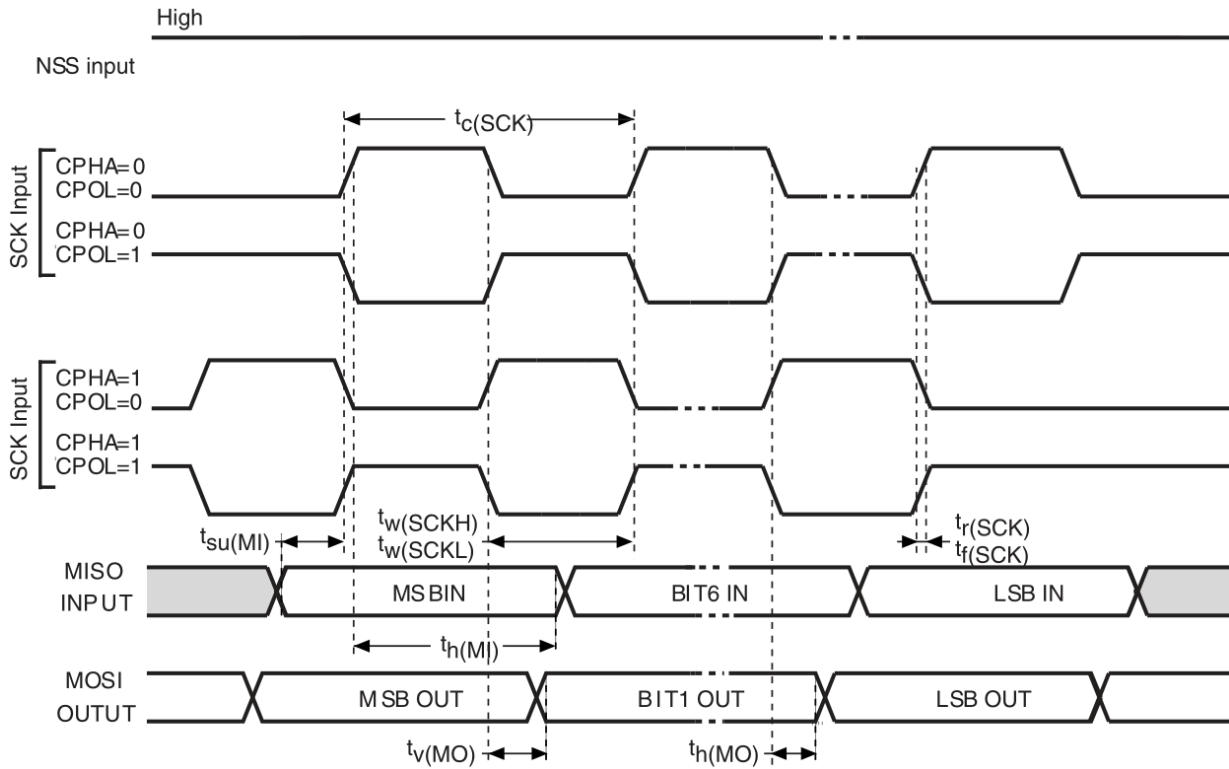 High
NSS input
tc(SCK)
SCK Input
CPHA=0
CPOL=0
CPHA=0
CPOL=1
SCK Input
CPHA=1
CPOL=0
CPHA=1
CPOL=1
tsu(MI)
tw(SCKH)
tw(SCKL)
tr(SCK)
tf(SCK)
MISO
INPUT
MSBIN
BIT6 IN
LSB IN
th(MI)
MOSI
OUTUT
MSB OUT
BIT1 OUT
LSB OUT
tv(MO)
th(MO)